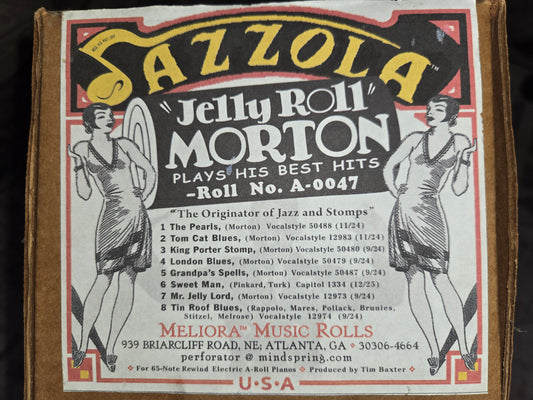 JAZZOLA™
"Jelly Roll"
MORTON
PLAYS HIS BEST HITS
~Roll No. A-0047
"The Originator of Jazz and Stomps"
1 The Pearls, (Morton) Vocalstyle 50488 (11/24)
2 Tom Cat Blues, (Morton) Vocalstyle 12983 (11/24)
3 King Porter Stomp, (Morton) Vocalstyle 50480 (9/24)
4 London Blues, (Morton) Vocalstyle 50479 (9/24)
5 Grandpa's Spells, (Morton) Vocalstyle 50487 (9/24)
6 Sweet Man, (Pinkard, Turk) Capitol 1334 (12/25)
7 Mr. Jelly Lord, (Morton) Vocalstyle 12973 (9/24)
8 Tin Roof Blues, (Rappolo, Mares, Pollack, Brunies,
Stitzel, Melrose) Vocalstyle 12974 (9/24)
MELIORA™ MUSIC ROLLS
939 BRIARCLIFF ROAD, NE; ATLANTA, GA 30306-4664
perforator @ mindspring.com
For 65-Note Rewind Electric A-Roll Pianos Produced by Tim Baxter
U·S·A